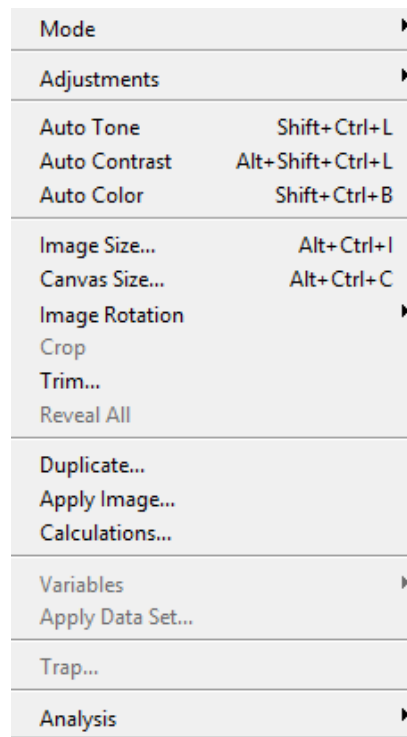 Mode
Adjustments
Auto Tone Shift+Ctrl+L
Auto Contrast Alt+Shift+Ctrl+L
Auto Color Shift+Ctrl+B
Image Size... Alt+Ctrl+I
Canvas Size... Alt+Ctrl+C
Image Rotation
Crop
Trim...
Reveal All
Duplicate...
Apply Image...
Calculations...
Variables
Apply Data Set...
Trap...
Analysis